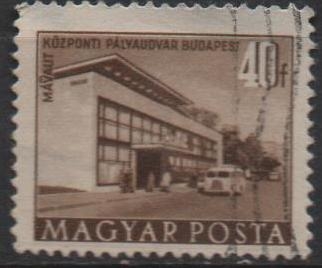 MÁVAUT KÖZPONTI PÁLYAUDVAR BUDAPEST
40f
MAGYAR POSTA